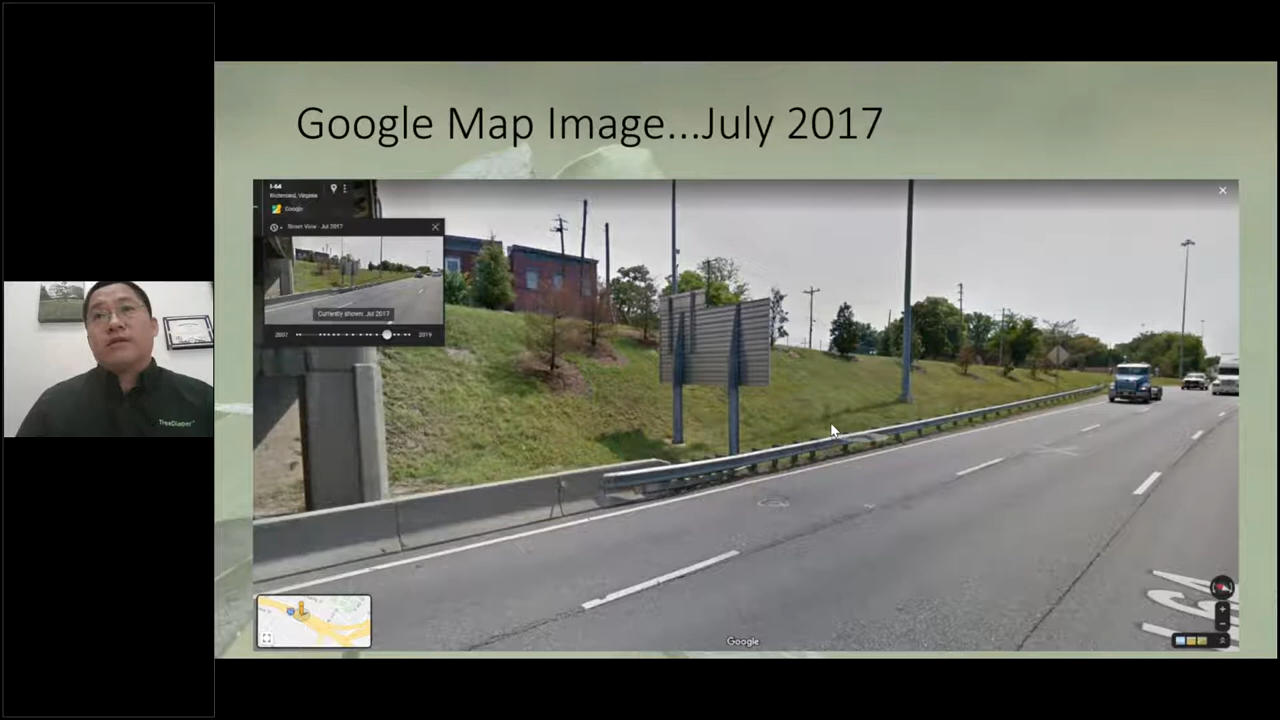 Google Map Image...July 2017
I-64
Richmond, Virginia
Google
Street View - Jul 2017
Currently shown: Jul 2017
2007
2019
TreeDiaper™
Google